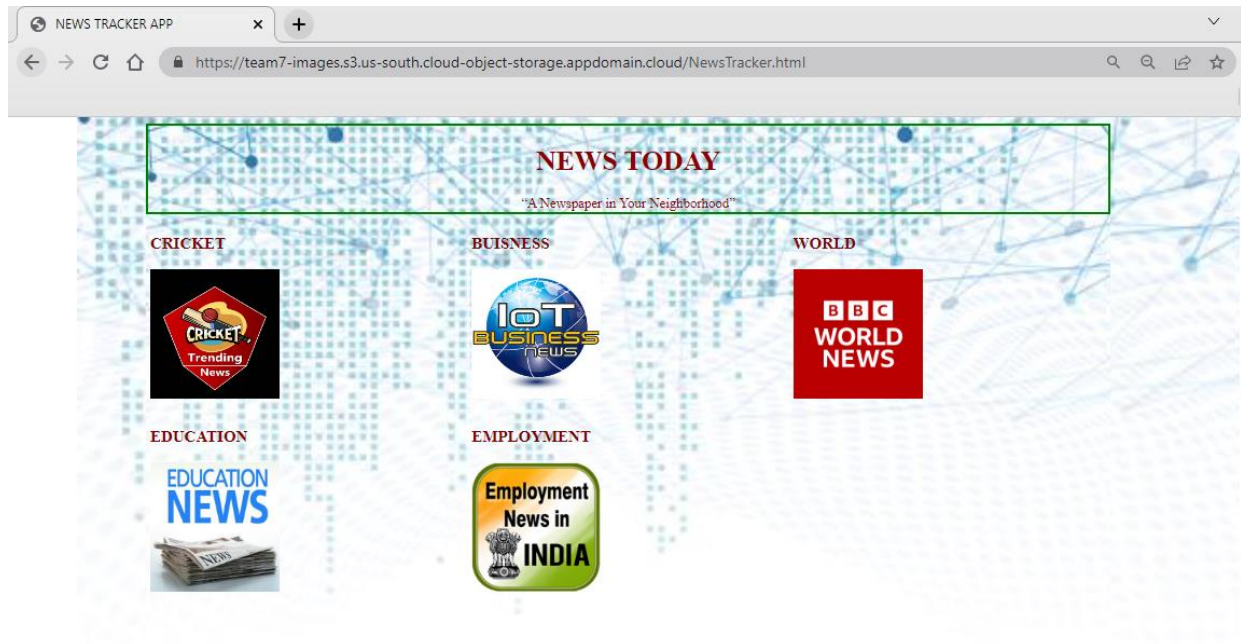 NEWS TRACKER APP
https://team7-images.s3.us-south.cloud-object-storage.appdomain.cloud/NewsTracker.html
NEWS TODAY
“A Newspaper in Your Neighborhood”
CRICKET
BUISNESS
WORLD
CRICKET
Trending
News
IoT
BUSINESS
NEWS
BBC
WORLD
NEWS
EDUCATION
EMPLOYMENT
EDUCATION
NEWS
NEWS
Employment
News in
INDIA